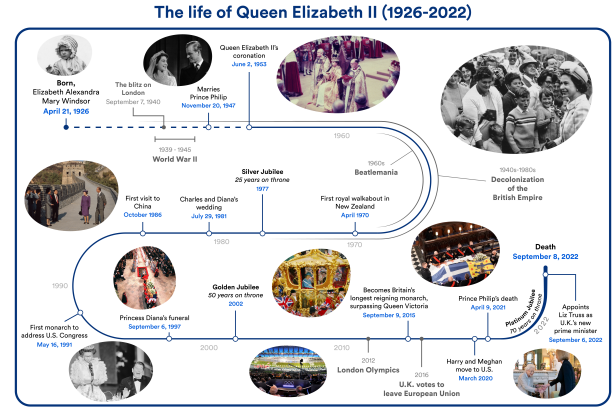 The life of Queen Elizabeth II (1926-2022)
Born,
Elizabeth Alexandra
Mary Windsor
April 21, 1926
The blitz on
London
September 7, 1940
1939 - 1945
World War II
Marries
Prince Philip
November 20, 1947
Queen Elizabeth II's
coronation
June 2, 1953
1960
1960s
Beatlemania
1940s-1980s
Decolonization
of the
British Empire
First royal walkabout in
New Zealand
April 1970
1970
Silver Jubilee
25 years on throne
1977
Charles and Diana's
wedding
July 29, 1981
1980
First visit to
China
October 1986
1990
First monarch to
address U.S. Congress
May 16, 1991
Princess Diana's funeral
September 6, 1997
2000
Golden Jubilee
50 years on throne
2002
2010
2012
London Olympics
Becomes Britain's
longest reigning monarch,
surpassing Queen Victoria
September 9, 2015
2016
U.K. votes to
leave European Union
Harry and Meghan
move to U.S.
March 2020
Prince Philip's death
April 9, 2021
Platinum Jubilee
70 years on throne
2022
Appoints
Liz Truss as
U.K.'s new
prime minister
September 6, 2022
Death
September 8, 2022